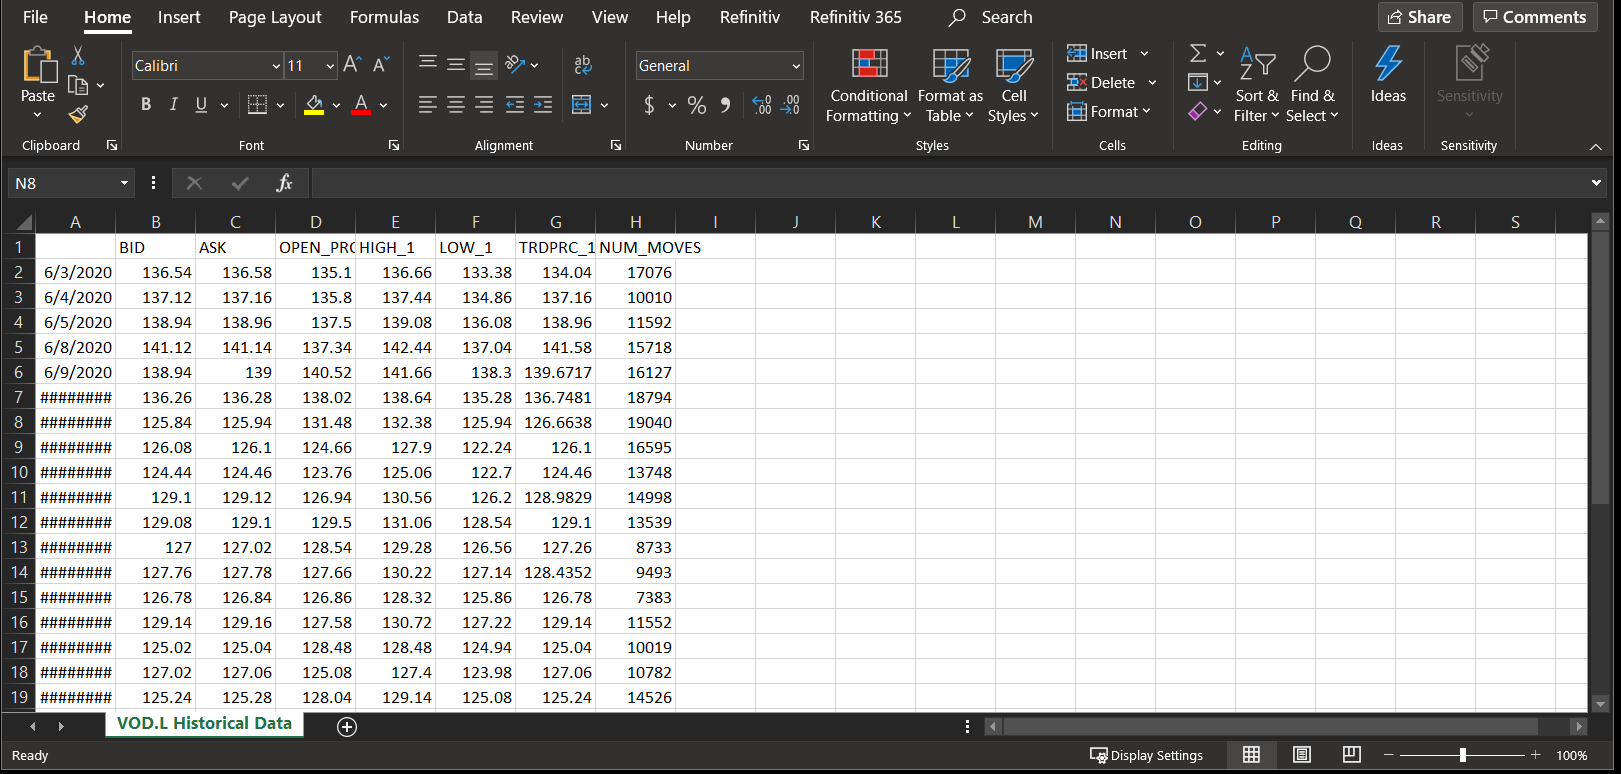 File Home Insert Page Layout Formulas Data Review View Help Refinitiv Refinitiv 365 Search Share Comments
Paste
Calibri 11
B I U
A A
A
ab
General
$ % 9
.00 .00
Conditional Formatting
Format as Table
Cell Styles
Insert
Delete
Format
Sort & Filter
Find & Select
Ideas
Sensitivity
Clipboard Font Alignment Number Styles Cells Editing Ideas Sensitivity
N8 fx
A B C D E F G H I J K L M N O P Q R S
1 BID ASK OPEN_PRC HIGH_1 LOW_1 TRDPRC_1 NUM_MOVES
2 6/3/2020 136.54 136.58 135.1 136.66 133.38 134.04 17076
3 6/4/2020 137.12 137.16 135.8 137.44 134.86 137.16 10010
4 6/5/2020 138.94 138.96 137.5 139.08 136.08 138.96 11592
5 6/8/2020 141.12 141.14 137.34 142.44 137.04 141.58 15718
6 6/9/2020 138.94 139 140.52 141.66 138.3 139.6717 16127
7 ######## 136.26 136.28 138.02 138.64 135.28 136.7481 18794
8 ######## 125.84 125.94 131.48 132.38 125.94 126.6638 19040
9 ######## 126.08 126.1 124.66 127.9 122.24 126.1 16595
10 ######## 124.44 124.46 123.76 125.06 122.7 124.46 13748
11 ######## 129.1 129.12 126.94 130.56 126.2 128.9829 14998
12 ######## 129.08 129.1 129.5 131.06 128.54 129.1 13539
13 ######## 127 127.02 128.54 129.28 126.56 127.26 8733
14 ######## 127.76 127.78 127.66 130.22 127.14 128.4352 9493
15 ######## 126.78 126.84 126.86 128.32 125.86 126.78 7383
16 ######## 129.14 129.16 127.58 130.72 127.22 129.14 11552
17 ######## 125.02 125.04 128.48 128.48 124.94 125.04 10019
18 ######## 127.02 127.06 125.08 127.4 123.98 127.06 10782
19 ######## 125.24 125.28 128.04 129.14 125.08 125.24 14526
VOD.L Historical Data
Ready Display Settings 100%